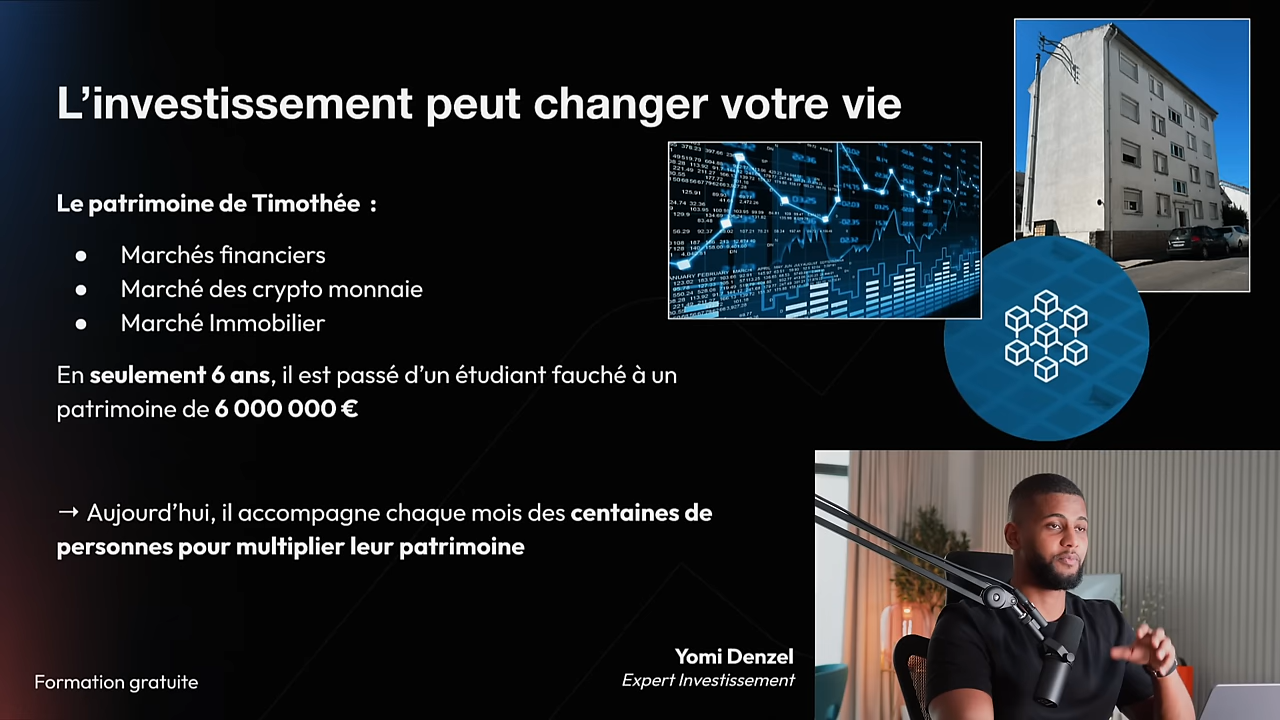 L'investissement peut changer votre vie
Le patrimoine de Timothée :
● Marchés financiers
● Marché des crypto monnaie
● Marché Immobilier
En seulement 6 ans, il est passé d'un étudiant fauché à un
patrimoine de 6 000 000 €
→ Aujourd'hui, il accompagne chaque mois des centaines de
personnes pour multiplier leur patrimoine
Yomi Denzel
Expert Investissement
Formation gratuite